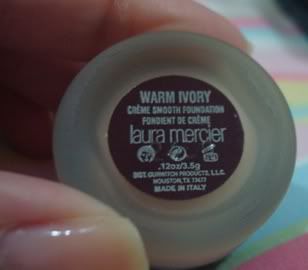 WARM IVORY
CRÈME SMOOTH FOUNDATION
FONDIENT DE CRÈME
laura mercier
.12oz/3.5g
DIST. GURWITCH PRODUCTS, L.L.C.
HOUSTON, TX 77477
MADE IN ITALY